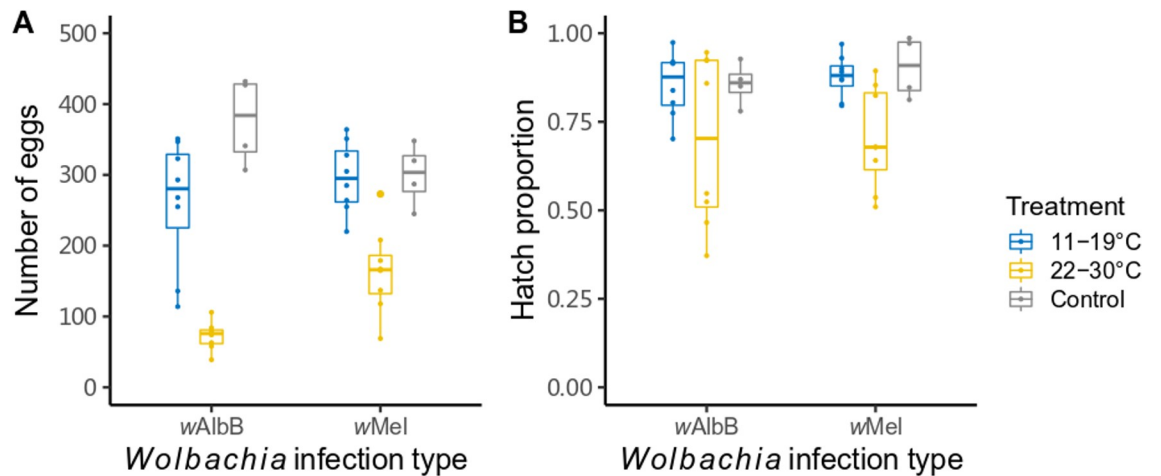 A
B
500
400
300
200
100
0
Number of eggs
wAlbB
wMel
Wolbachia infection type
1.00
0.75
0.50
0.25
0.00
Hatch proportion
wAlbB
wMel
Wolbachia infection type
Treatment
11−19°C
22−30°C
Control